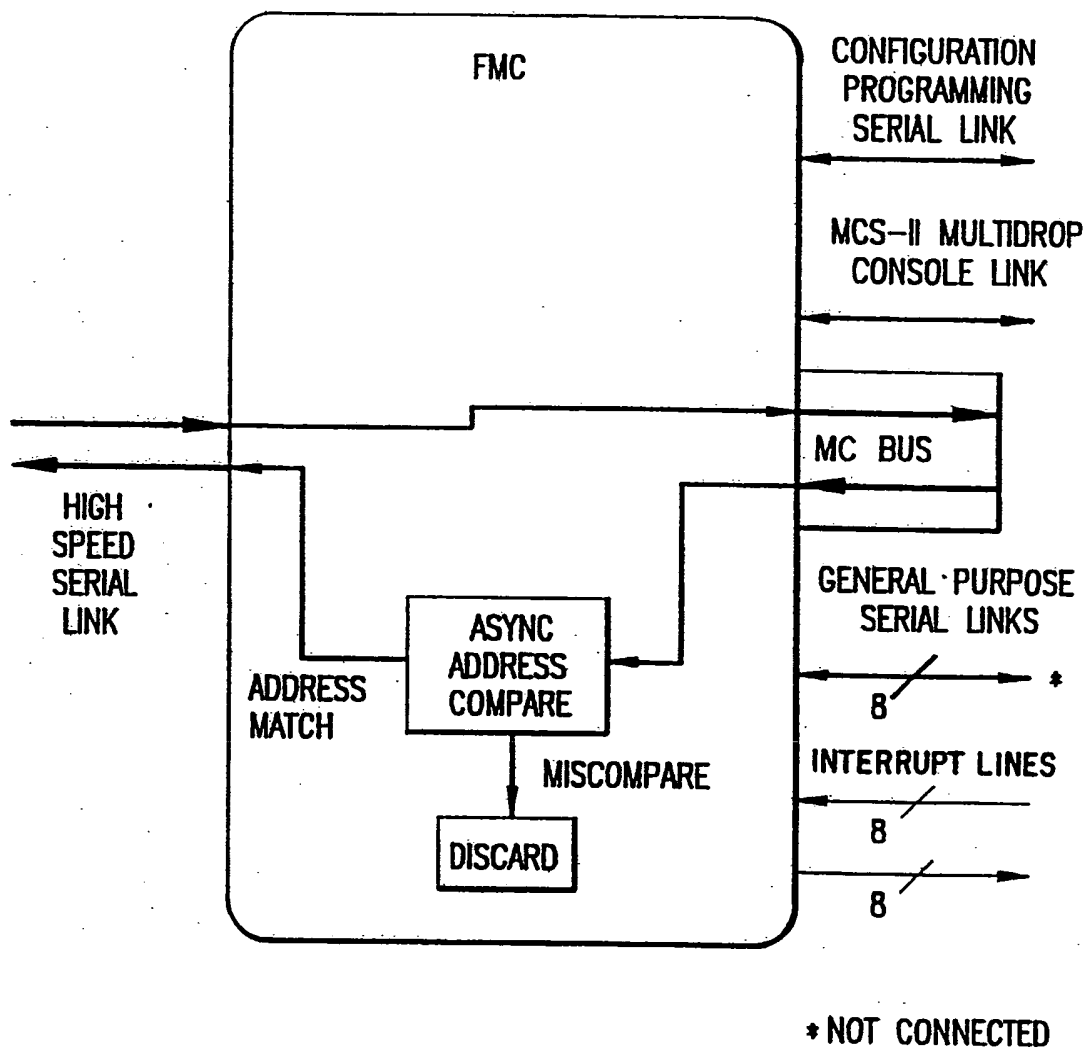 FMC
CONFIGURATION
PROGRAMMING
SERIAL LINK
MCS-II MULTIDROP
CONSOLE LINK
MC BUS
HIGH
SPEED
SERIAL
LINK
GENERAL PURPOSE
SERIAL LINKS
ASYNC
ADDRESS
COMPARE
ADDRESS
MATCH
8 *
MISCOMPARE
INTERRUPT LINES
8
DISCARD
8
* NOT CONNECTED